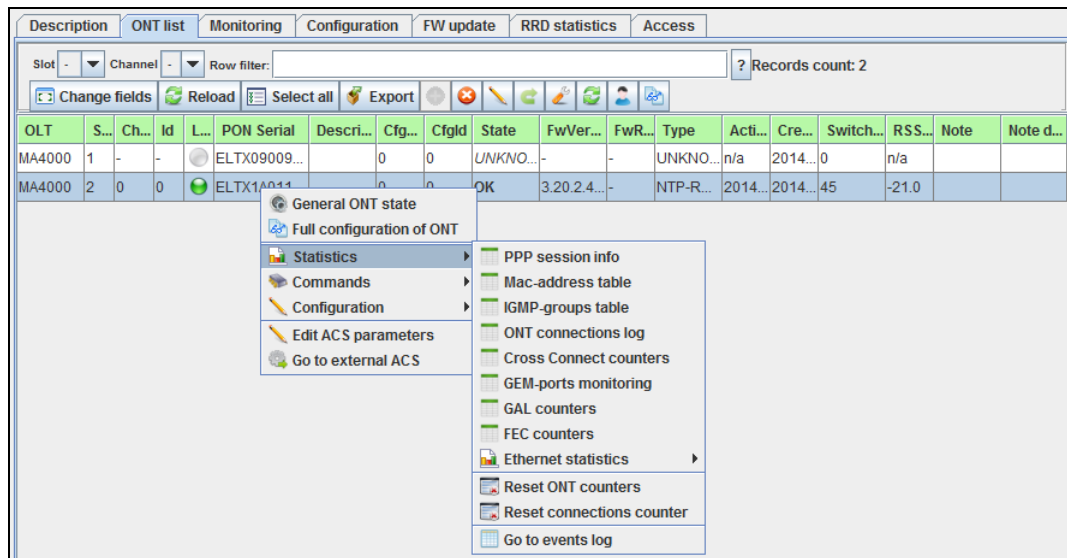 Description ONT list Monitoring Configuration FW update RRD statistics Access
Slot - Channel - Row filter: ? Records count: 2
Change fields Reload Select all Export
OLT S... Ch... Id L... PON Serial Descri... Cfg... CfgId State FwVer... FwR... Type Acti... Cre... Switch... RSS... Note Note d...
MA4000 1 - - ELTX09009... 0 0 UNKNO... - - UNKNO... n/a 2014... 0 n/a
MA4000 2 0 0 ELTX1A011... 0 0 OK 3.20.2.4... - NTP-R... 2014... 2014... 45 -21.0
General ONT state
Full configuration of ONT
Statistics
Commands
Configuration
Edit ACS parameters
Go to external ACS
PPP session info
Mac-address table
IGMP-groups table
ONT connections log
Cross Connect counters
GEM-ports monitoring
GAL counters
FEC counters
Ethernet statistics
Reset ONT counters
Reset connections counter
Go to events log